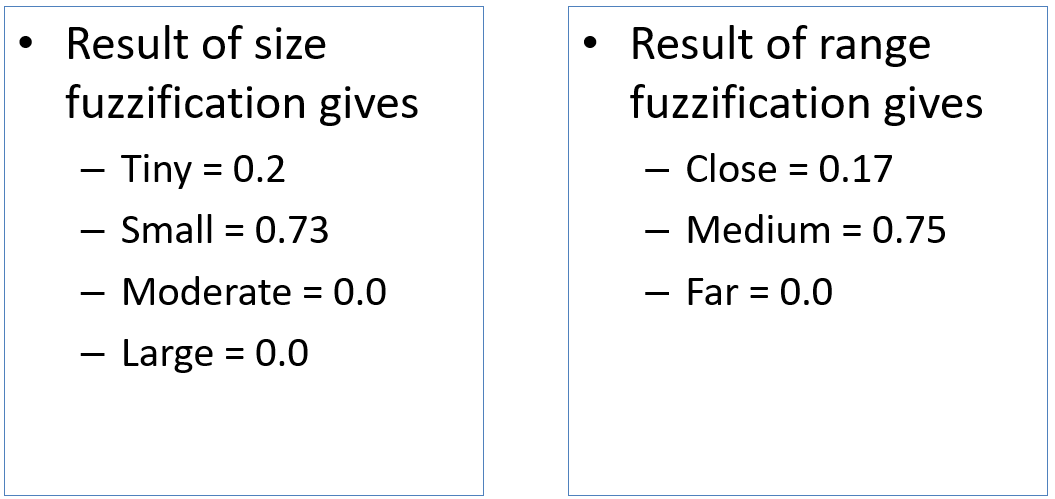 • Result of size
fuzzification gives
– Tiny = 0.2
– Small = 0.73
– Moderate = 0.0
– Large = 0.0
• Result of range
fuzzification gives
– Close = 0.17
– Medium = 0.75
– Far = 0.0